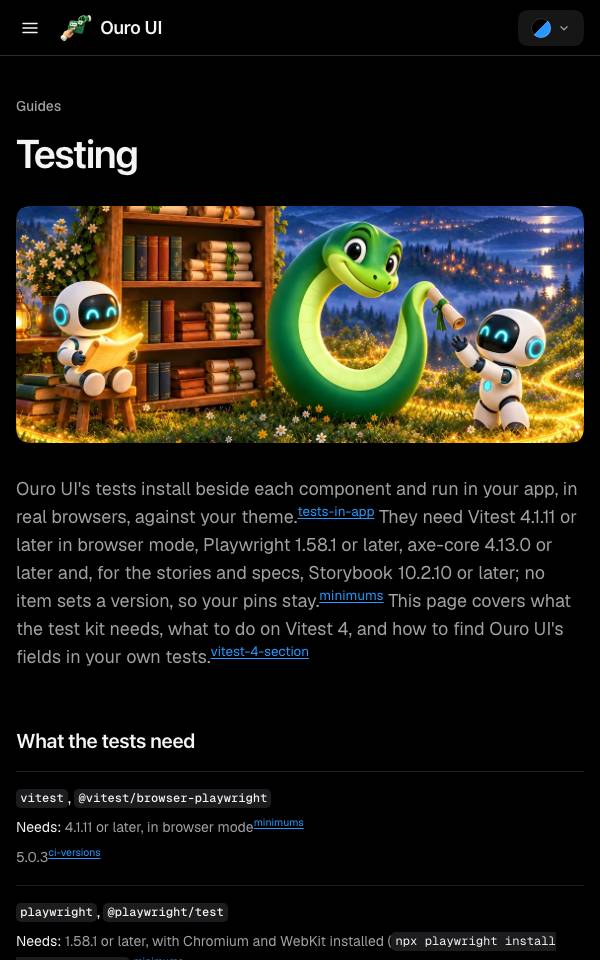 Ouro UI
Guides
Testing
Ouro UI's tests install beside each component and run in your app, in
real browsers, against your theme.tests-in-app They need Vitest 4.1.11 or
later in browser mode, Playwright 1.58.1 or later, axe-core 4.13.0 or
later and, for the stories and specs, Storybook 10.2.10 or later; no
item sets a version, so your pins stay.minimums This page covers what
the test kit needs, what to do on Vitest 4, and how to find Ouro UI's
fields in your own tests.vitest-4-section
What the tests need
vitest, @vitest/browser-playwright
Needs: 4.1.11 or later, in browser modeminimums
5.0.3ci-versions
playwright, @playwright/test
Needs: 1.58.1 or later, with Chromium and WebKit installed (npx playwright install
minimums